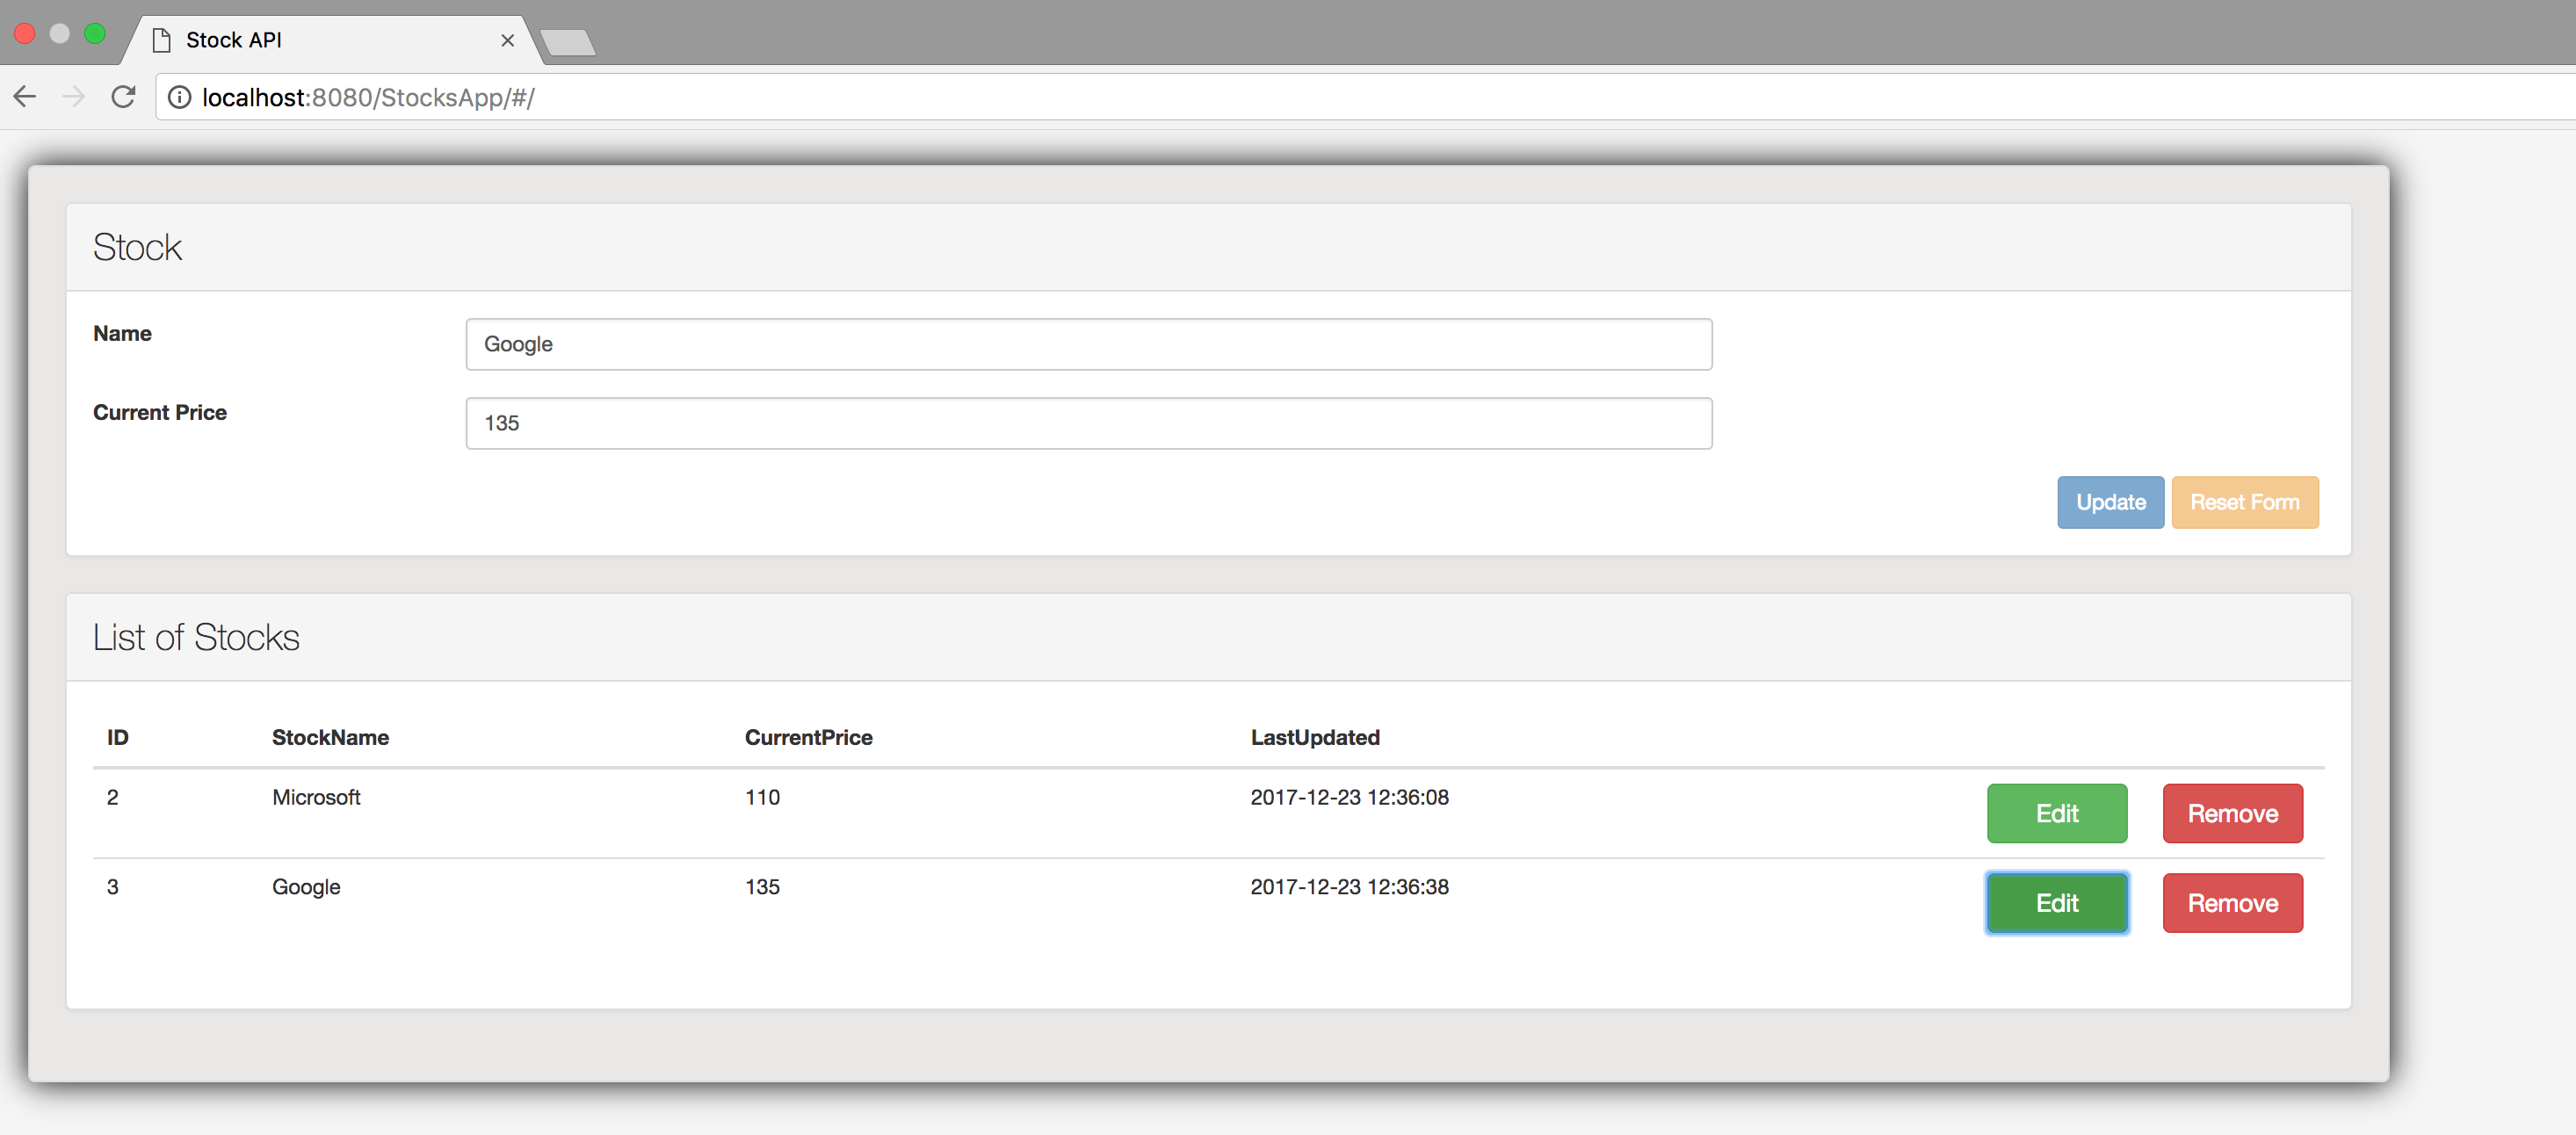 Stock API
localhost:8080/StocksApp/#/
Stock
Name Google
Current Price 135
Update Reset Form
List of Stocks
ID StockName CurrentPrice LastUpdated
2 Microsoft 110 2017-12-23 12:36:08 Edit Remove
3 Google 135 2017-12-23 12:36:38 Edit Remove